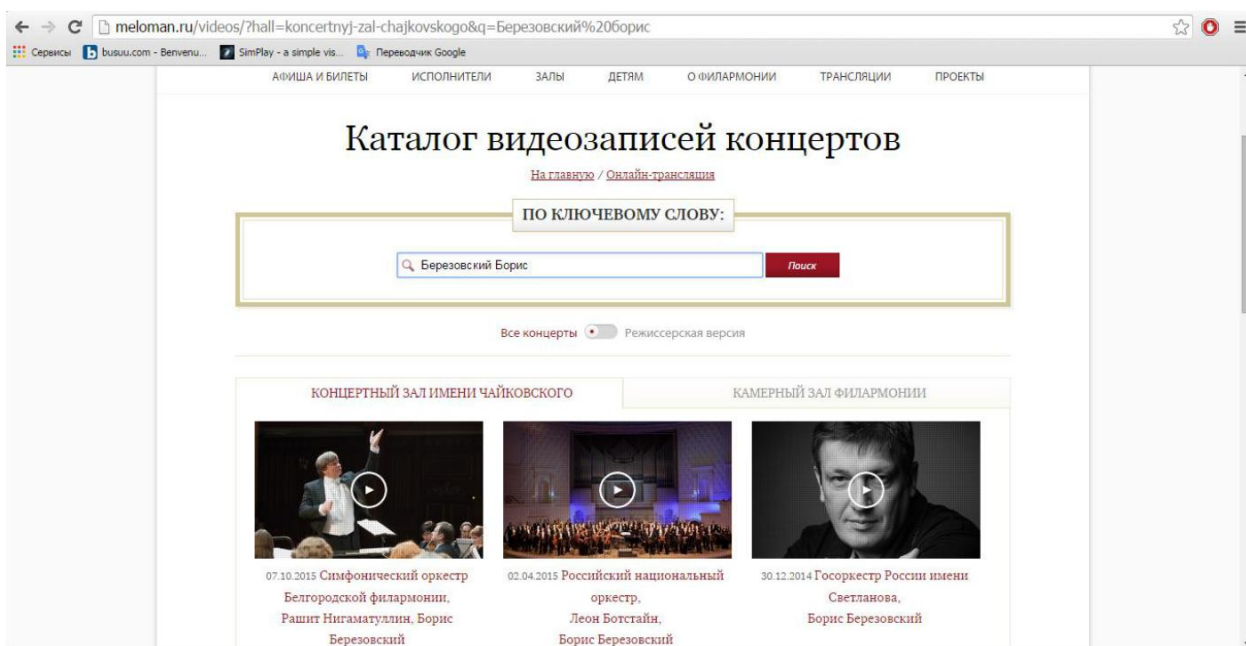 meloman.ru/videos/?hall=koncertnyj-zal-chajkovskogo&q=Березовский%20борис
Сервисы busuu.com - Benvenu... SimPlay - a simple vis... Переводчик Google
АФИША И БИЛЕТЫ ИСПОЛНИТЕЛИ ЗАЛЫ ДЕТЯМ О ФИЛАРМОНИИ ТРАНСЛЯЦИИ ПРОЕКТЫ
Каталог видеозаписей концертов
На главную / Онлайн-трансляция
ПО КЛЮЧЕВОМУ СЛОВУ:
Березовский Борис Поиск
Все концерты Режиссерская версия
КОНЦЕРТНЫЙ ЗАЛ ИМЕНИ ЧАЙКОВСКОГО КАМЕРНЫЙ ЗАЛ ФИЛАРМОНИИ
07.10.2015 Симфонический оркестр
Белгородской филармонии,
Рашит Нигаматуллин, Борис
Березовский
02.04.2015 Российский национальный
оркестр,
Леон Ботстайн,
Борис Березовский
30.12.2014 Госоркестр России имени
Светланова,
Борис Березовский